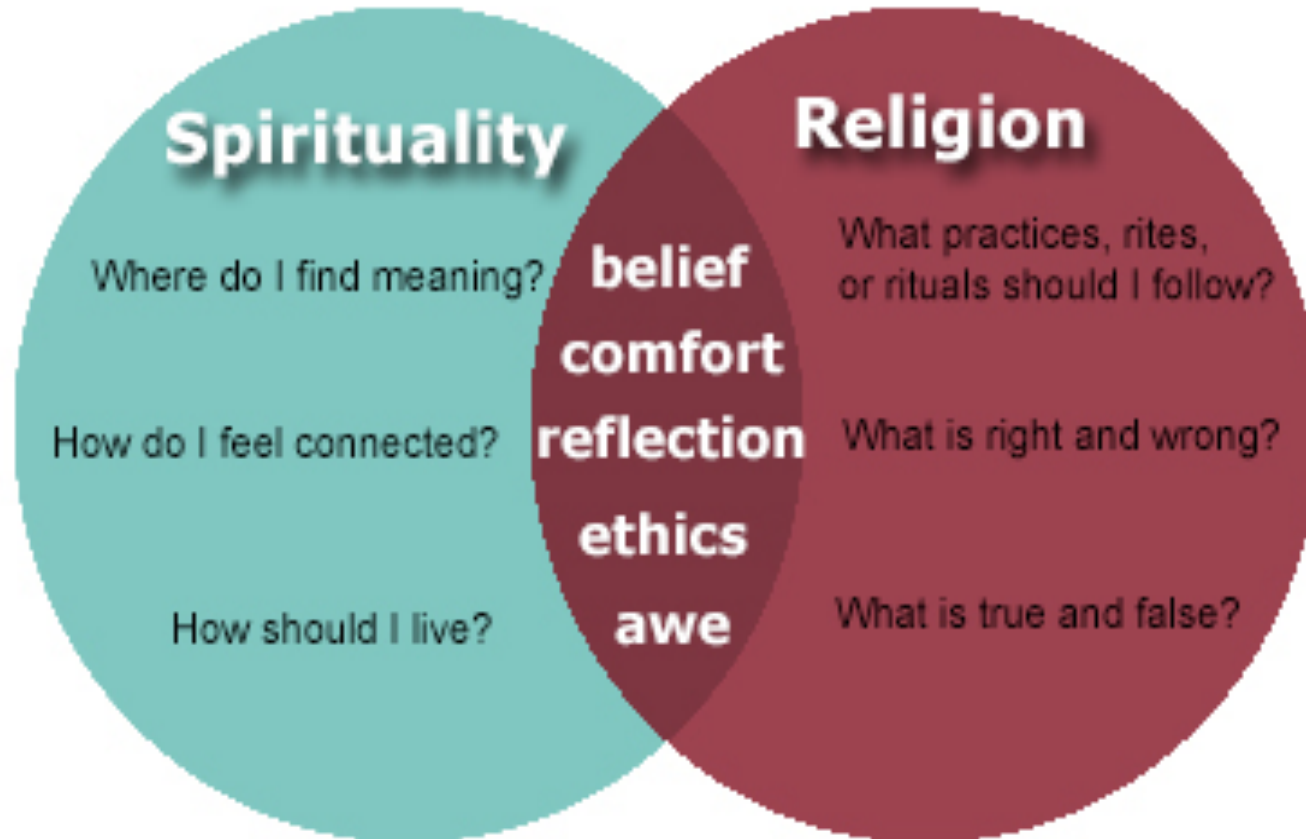 Spirituality
Where do I find meaning?
How do I feel connected?
How should I live?
belief
comfort
reflection
ethics
awe
Religion
What practices, rites,
or rituals should I follow?
What is right and wrong?
What is true and false?